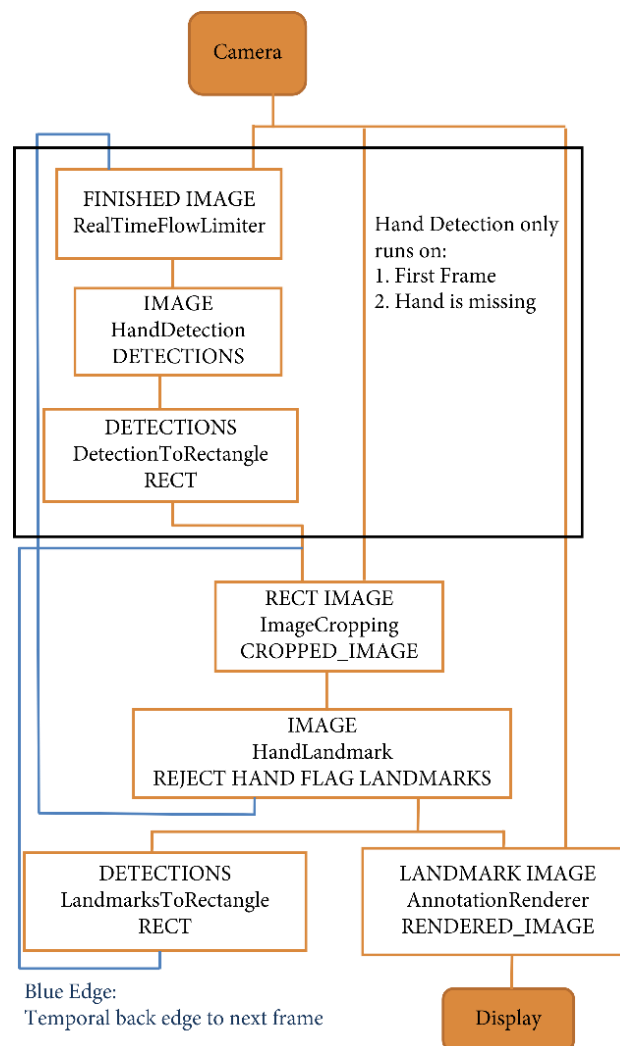 Camera
FINISHED IMAGE
RealTimeFlowLimiter
Hand Detection only
runs on:
1. First Frame
2. Hand is missing
IMAGE
HandDetection
DETECTIONS
DETECTIONS
DetectionToRectangle
RECT
RECT IMAGE
ImageCropping
CROPPED_IMAGE
IMAGE
HandLandmark
REJECT HAND FLAG LANDMARKS
DETECTIONS
LandmarksToRectangle
RECT
LANDMARK IMAGE
AnnotationRenderer
RENDERED_IMAGE
Blue Edge:
Temporal back edge to next frame
Display